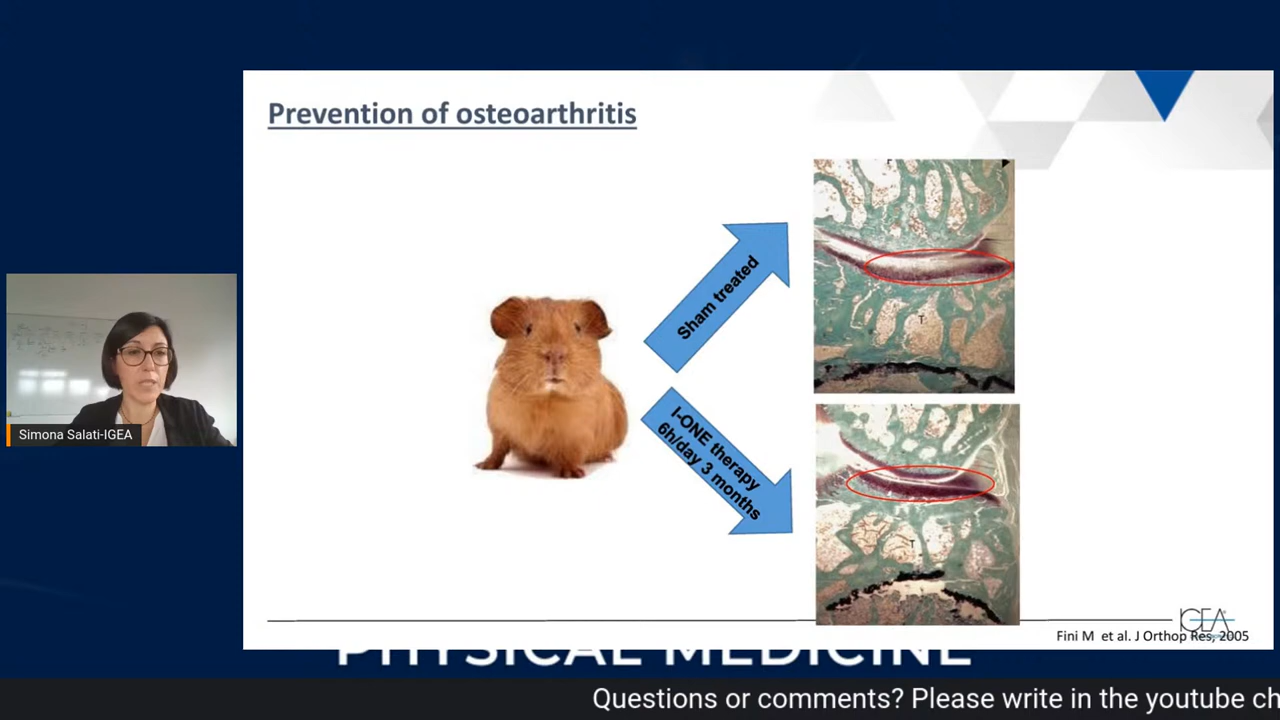 Prevention of osteoarthritis
Sham treated
T
I-ONE therapy
6h/day 3 months
T
Simona Salati-IGEA
IGEA
Fini M et al. J Orthop Res, 2005
PHYSICAL MEDICINE
Questions or comments? Please write in the youtube ch